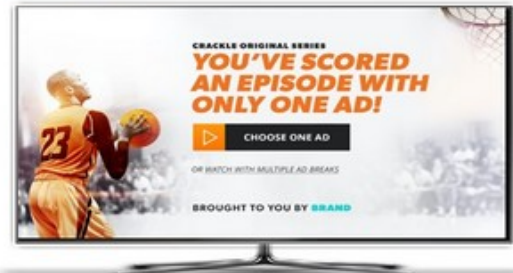 CRACKLE ORIGINAL SERIES
YOU'VE SCORED
AN EPISODE WITH
ONLY ONE AD!
CHOOSE ONE AD
OR WATCH WITH MULTIPLE AD BREAKS
BROUGHT TO YOU BY BRAND
23